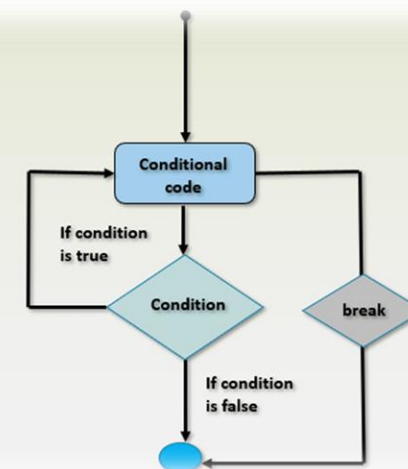 Conditional
code
If condition
is true
Condition
break
If condition
is false